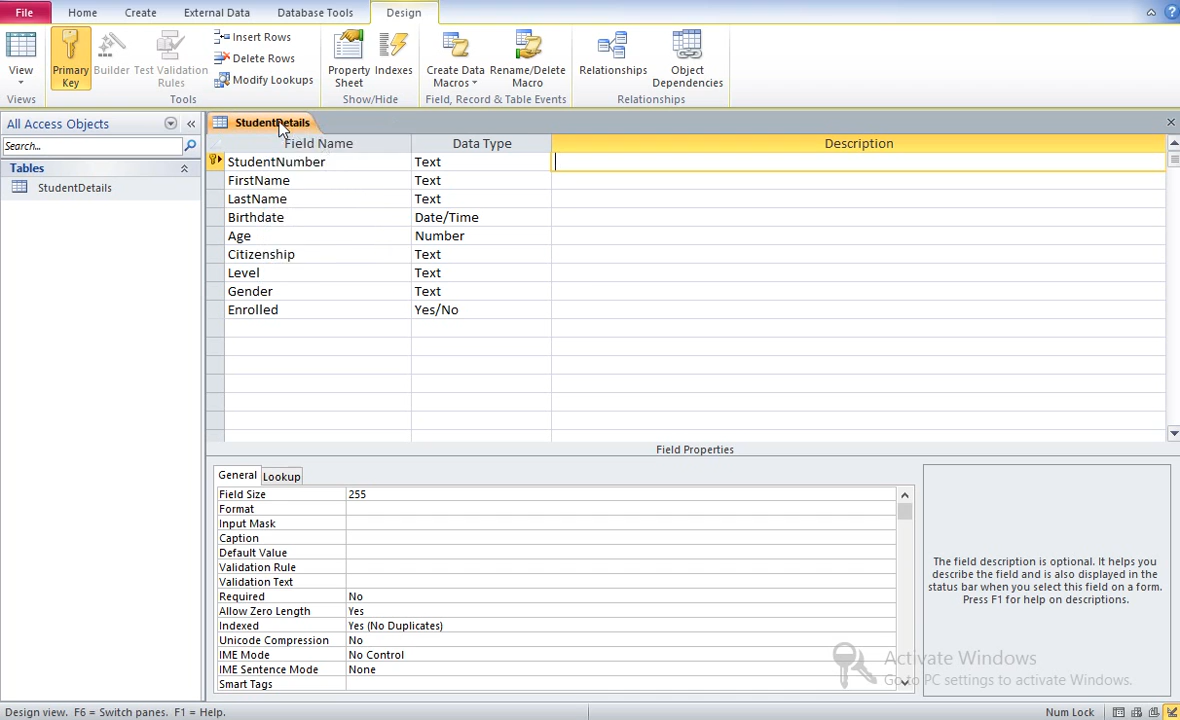 File Home Create External Data Database Tools Design
View
Views
Primary Key
Builder
Test Validation Rules
Insert Rows
Delete Rows
Modify Lookups
Tools
Property Sheet
Indexes
Show/Hide
Create Data Macros
Rename/Delete Macro
Field, Record & Table Events
Relationships
Object Dependencies
Relationships
All Access Objects
Search...
Tables
StudentDetails
StudentDetails
Field Name Data Type Description
StudentNumber Text
FirstName Text
LastName Text
Birthdate Date/Time
Age Number
Citizenship Text
Level Text
Gender Text
Enrolled Yes/No
Field Properties
General Lookup
Field Size 255
Format
Input Mask
Caption
Default Value
Validation Rule
Validation Text
Required No
Allow Zero Length Yes
Indexed Yes (No Duplicates)
Unicode Compression No
IME Mode No Control
IME Sentence Mode None
Smart Tags
The field description is optional. It helps you
describe the field and is also displayed in the
status bar when you select this field on a form.
Press F1 for help on descriptions.
Activate Windows
Go to PC settings to activate Windows.
Design view. F6 = Switch panes. F1 = Help.
Num Lock